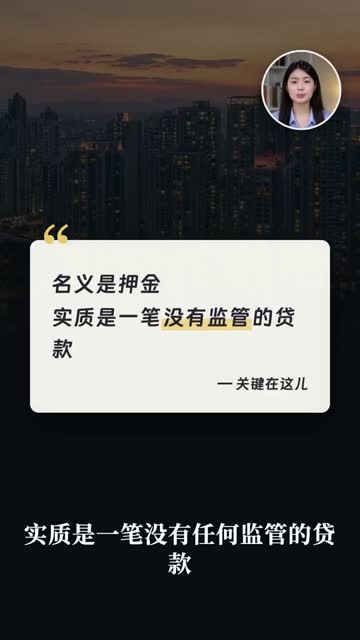 “
名义是押金
实质是一笔没有监管的贷
款
— 关键在这儿
实质是一笔没有任何监管的贷
款